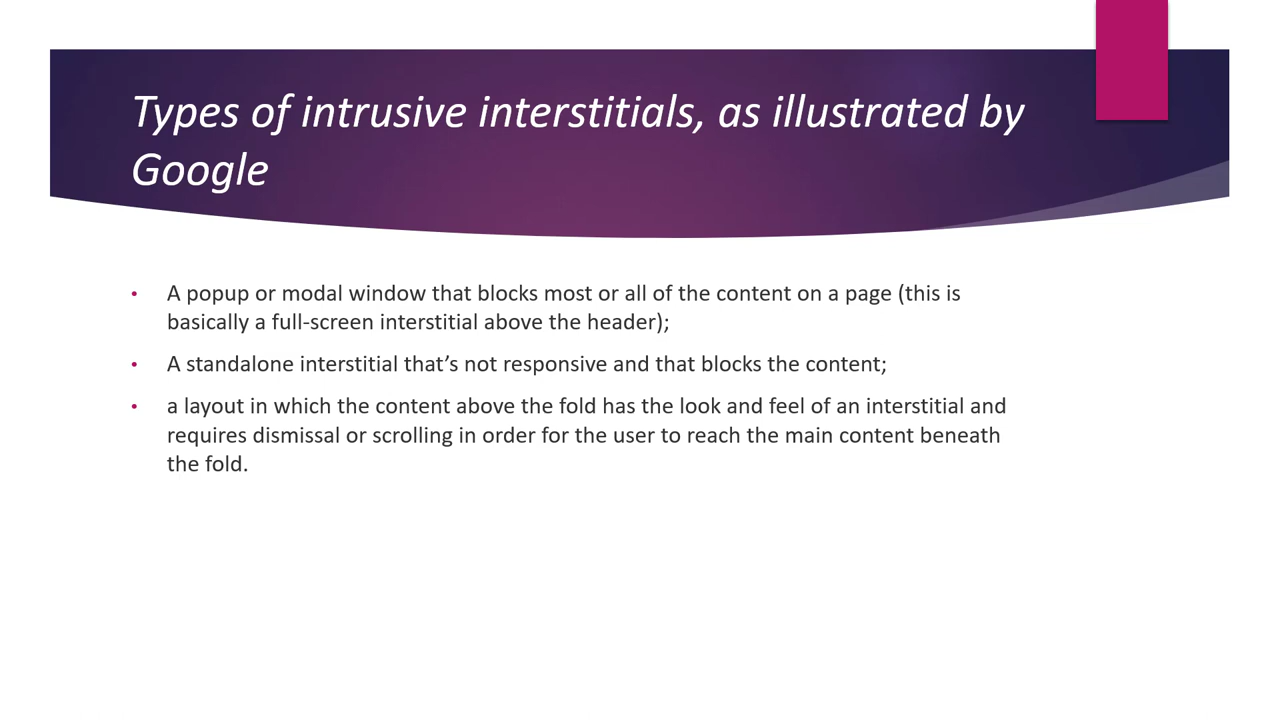 Types of intrusive interstitials, as illustrated by
Google
• A popup or modal window that blocks most or all of the content on a page (this is
basically a full-screen interstitial above the header);
• A standalone interstitial that’s not responsive and that blocks the content;
• a layout in which the content above the fold has the look and feel of an interstitial and
requires dismissal or scrolling in order for the user to reach the main content beneath
the fold.